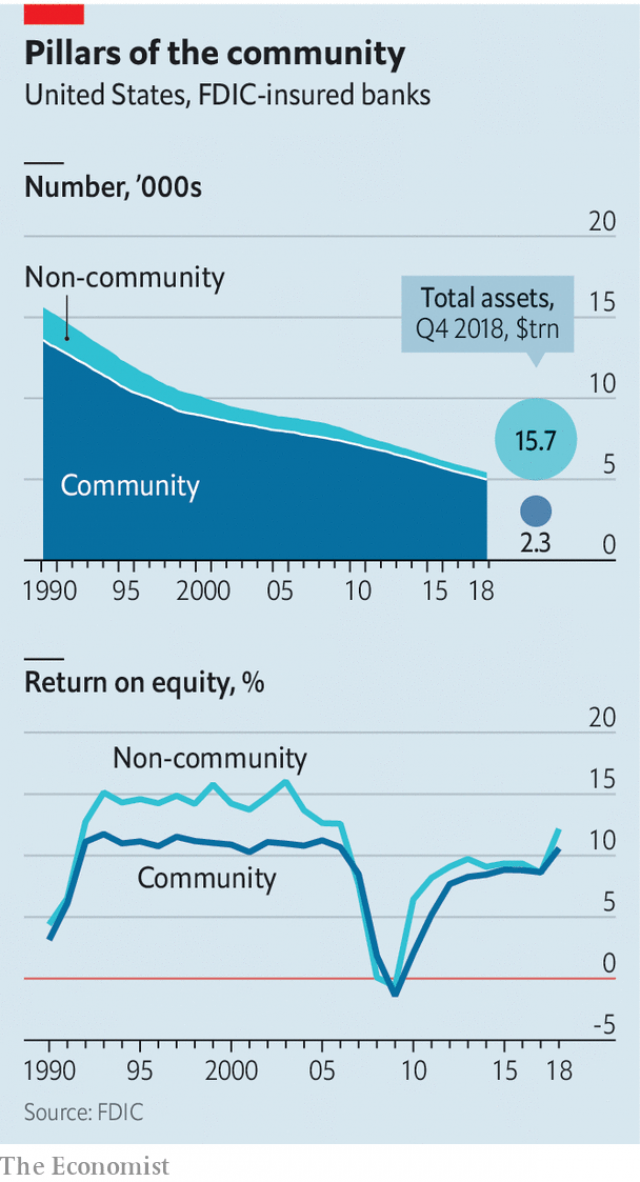 Pillars of the community
United States, FDIC-insured banks
Number, ’000s
20
Non-community
Total assets,
Q4 2018, $trn
15
10
15.7
Community
5
2.3
0
1990 95 2000 05 10 15 18
Return on equity, %
20
Non-community
15
10
Community
5
0
-5
1990 95 2000 05 10 15 18
Source: FDIC
The Economist